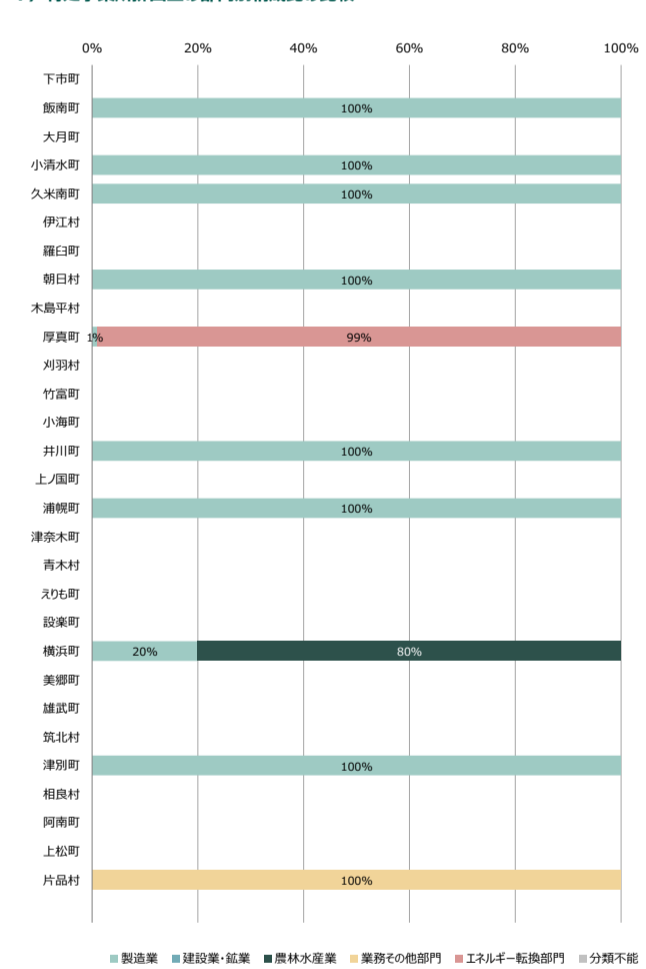 0% 20% 40% 60% 80% 100%
下市町
飯南町 100%
大月町
小清水町 100%
久米南町 100%
伊江村
羅臼町
朝日村 100%
木島平村
厚真町 1% 99%
刈羽村
竹富町
小海町
井川町 100%
上ノ国町
浦幌町 100%
津奈木町
青木村
えりも町
設楽町
横浜町 20% 80%
美郷町
雄武町
筑北村
津別町 100%
相良村
阿南町
上松町
片品村 100%
製造業 建設業・鉱業 農林水産業 業務その他部門 エネルギー転換部門 分類不能